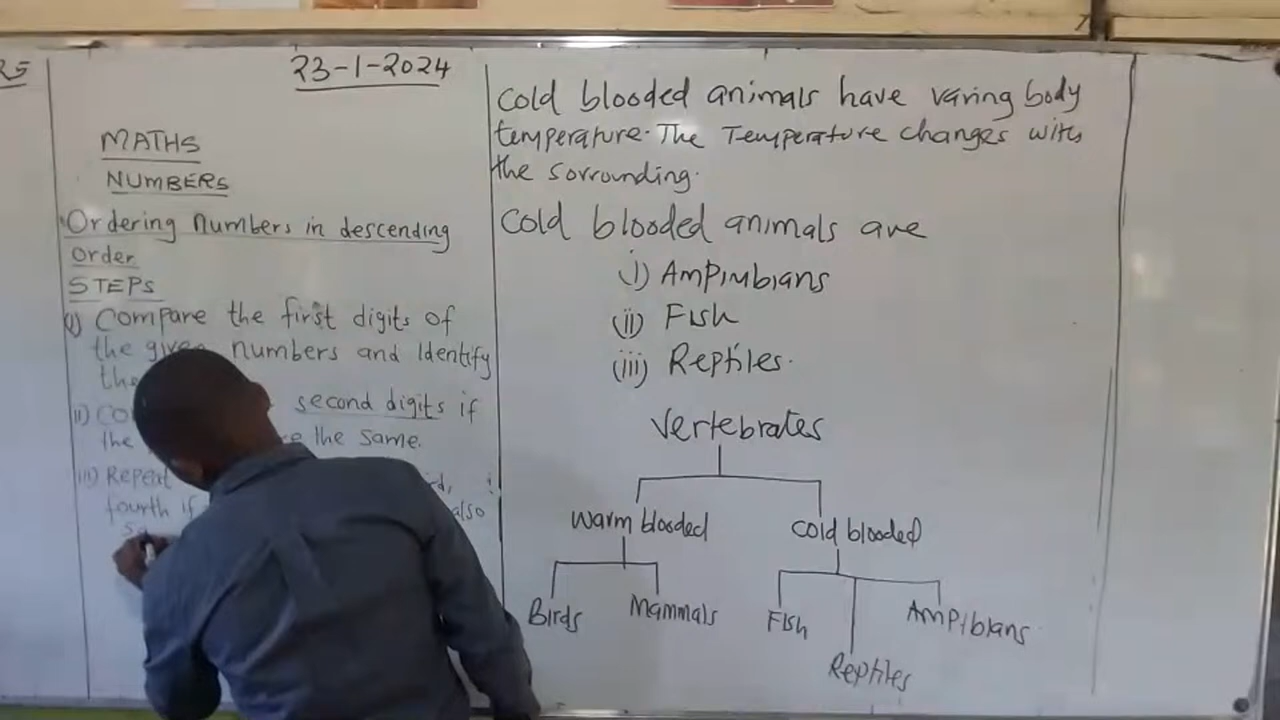 25
23-1-2024
MATHS
NUMBERS
Ordering numbers in descending
order
STEPS
i) Compare the first digits of
the given numbers and Identify
the
ii) second digits if
the the same.
iii) Repeat
fourth if also
Cold blooded animals have varing body
temperature. The Temperature changes with
the sorrounding.
Cold blooded animals are
i) Ampimbians
(ii) Fish
(iii) Reptiles.
Vertebrates
Warm blooded cold blooded
Birds Mammals Fish Ampibians
Reptiles